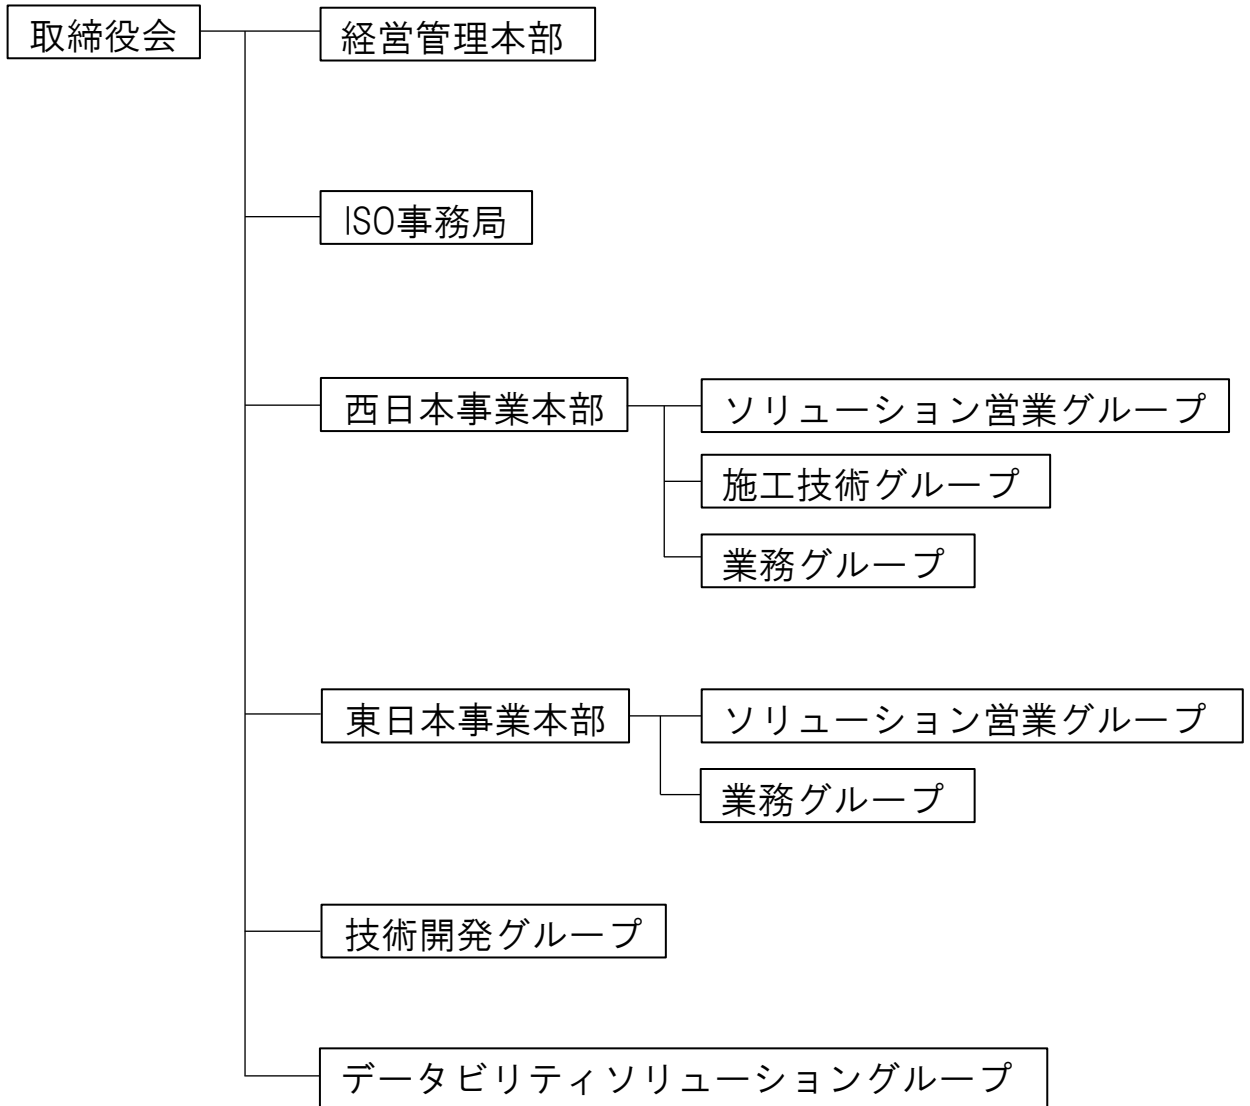 取締役会
経営管理本部
ISO事務局
西日本事業本部
ソリューション営業グループ
施工技術グループ
業務グループ
東日本事業本部
ソリューション営業グループ
業務グループ
技術開発グループ
データビリティソリューショングループ